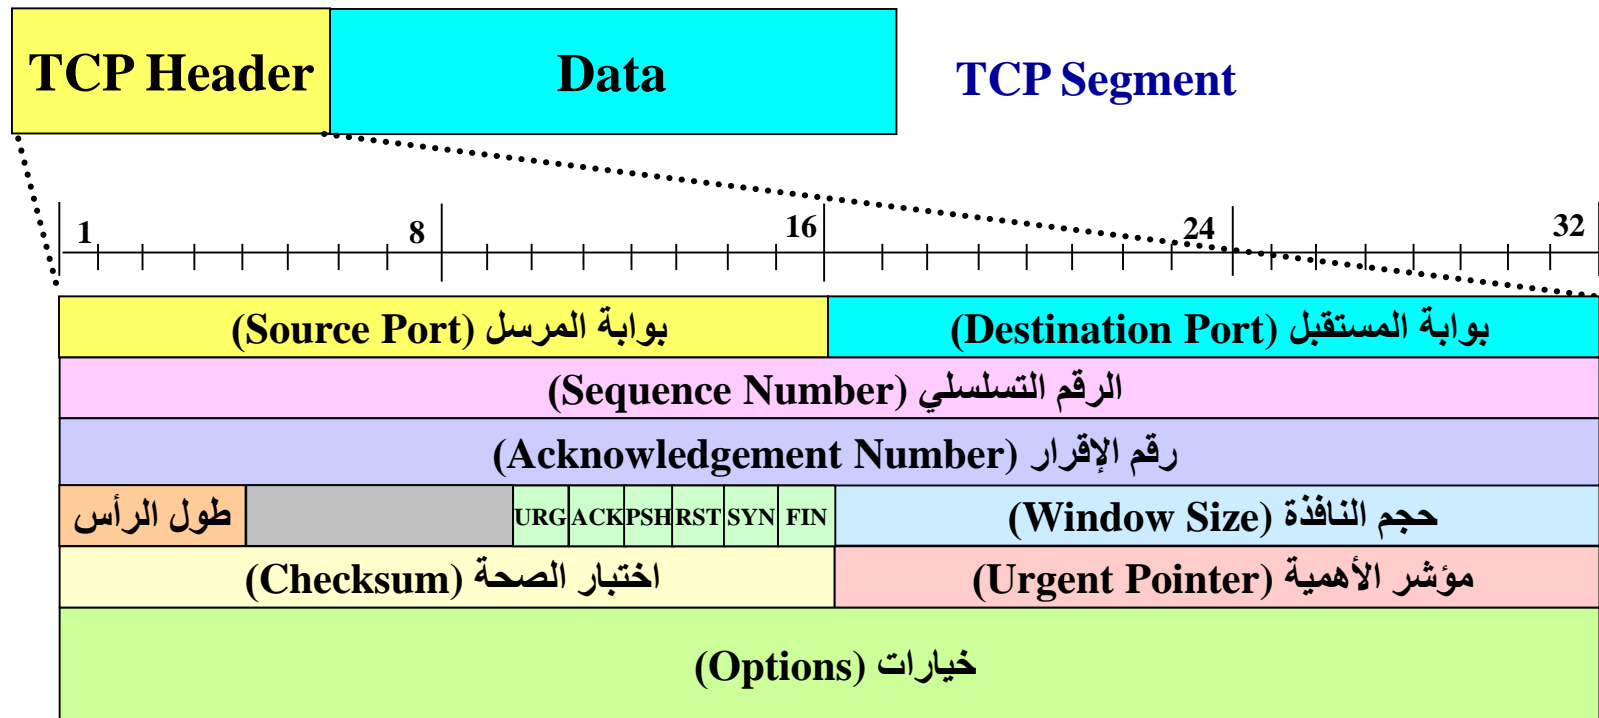 TCP Header
Data
TCP Segment
1 8 16 24 32
بوابة المرسل (Source Port)
بوابة المستقبل (Destination Port)
الرقم التسلسلي (Sequence Number)
رقم الإقرار (Acknowledgement Number)
طول الرأس
URG ACK PSH RST SYN FIN
حجم النافذة (Window Size)
اختبار الصحة (Checksum)
مؤشر الأهمية (Urgent Pointer)
خيارات (Options)